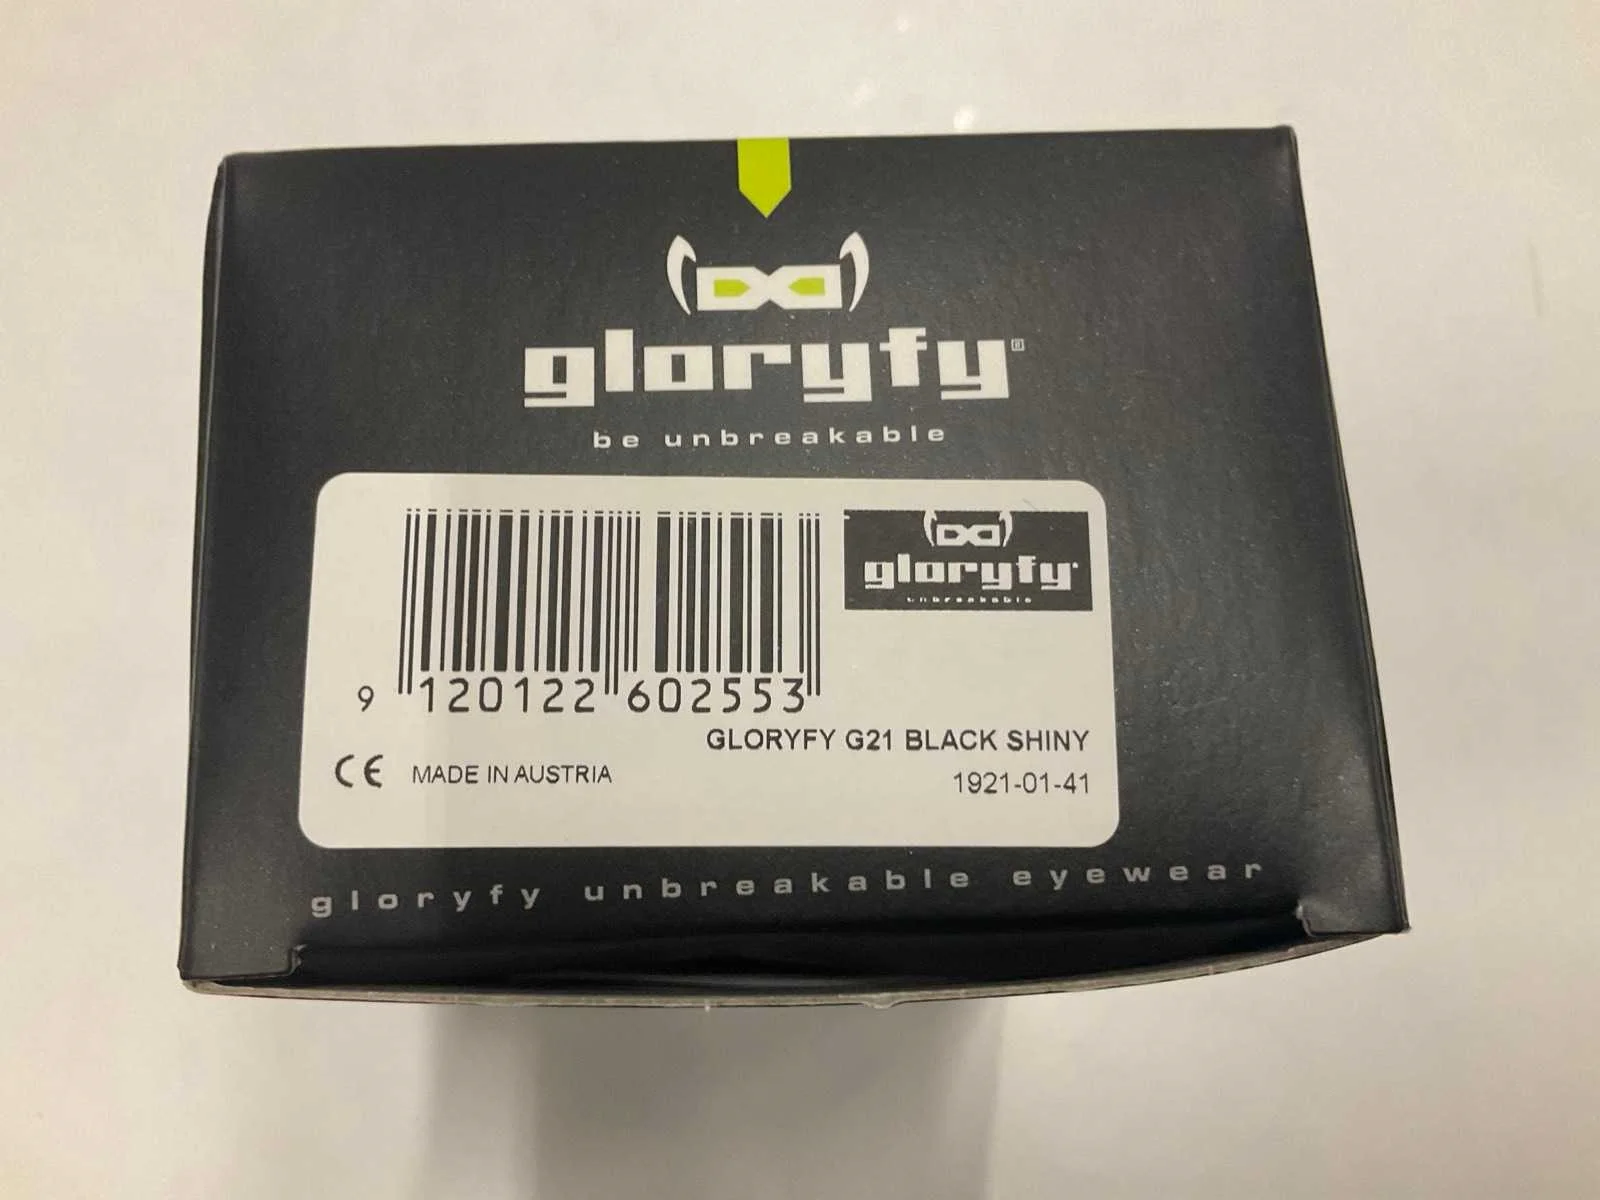 gloryfy®
be unbreakable
gloryfy
unbreakable
9 120122 602553
GLORYFY G21 BLACK SHINY
CE MADE IN AUSTRIA
1921-01-41
gloryfy unbreakable eyewear